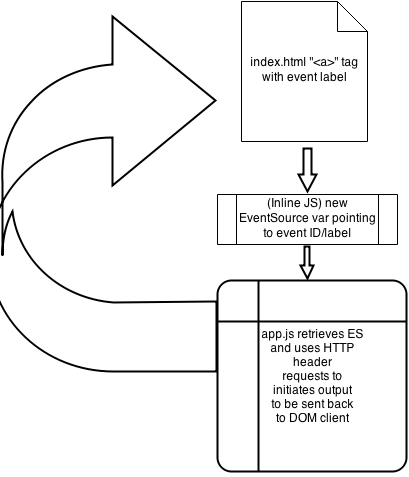 index.html "<a>" tag
with event label
(Inline JS) new
EventSource var pointing
to event ID/label
app.js retrieves ES
and uses HTTP
header
requests to
initiates output
to be sent back
to DOM client